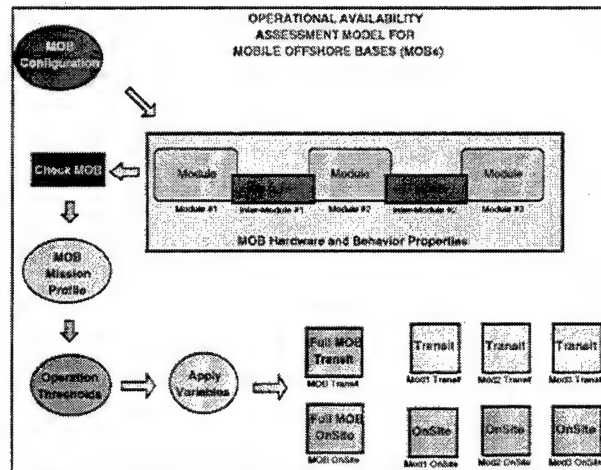 OPERATIONAL AVAILABILITY
ASSESSMENT MODEL FOR
MOBILE OFFSHORE BASES (MOBs)
MOB
Configuration
Check MOB
Module
Module
Module
Module #1
Inter-Module #1
Module #2
Inter-Module #2
Module #3
MOB Hardware and Behavior Properties
MOB
Mission
Profile
Operation
Thresholds
Apply
Variables
Full MOB
Transit
MOB Transit
Transit
Mod1 Transit
Transit
Mod2 Transit
Transit
Mod3 Transit
Full MOB
OnSite
MOB OnSite
OnSite
Mod1 OnSite
OnSite
Mod2 OnSite
OnSite
Mod3 OnSite